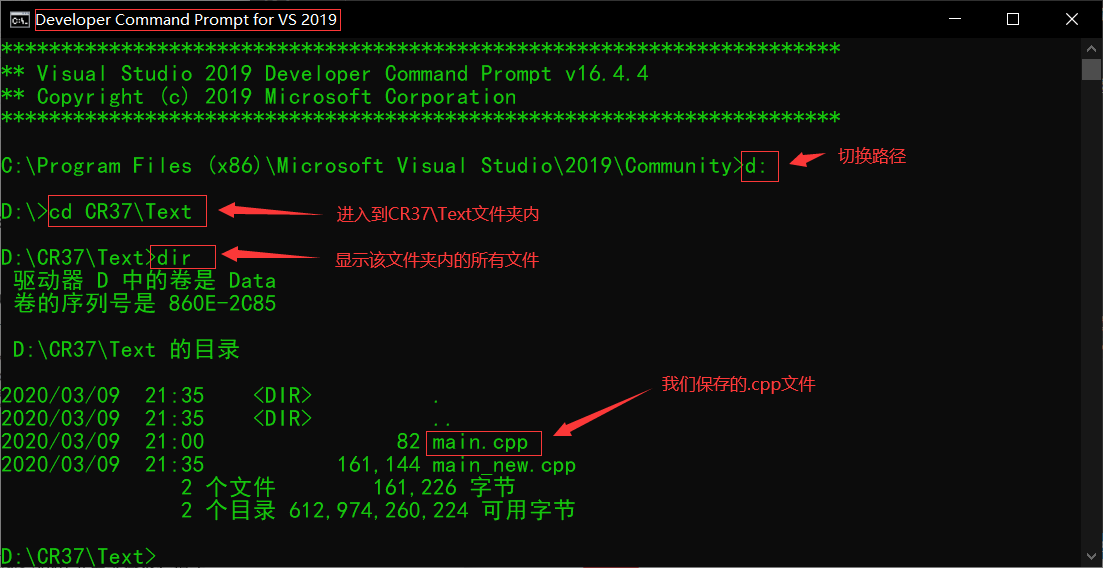 Developer Command Prompt for VS 2019
**********************************************************************
** Visual Studio 2019 Developer Command Prompt v16.4.4
** Copyright (c) 2019 Microsoft Corporation
**********************************************************************
C:\Program Files (x86)\Microsoft Visual Studio\2019\Community>d: 切换路径
D:\>cd CR37\Text 进入到CR37\Text文件夹内
D:\CR37\Text>dir 显示该文件夹内的所有文件
驱动器 D 中的卷是 Data
卷的序列号是 860E-2C85
D:\CR37\Text 的目录
我们保存的.cpp文件
2020/03/09 21:35 <DIR> .
2020/03/09 21:35 <DIR> ..
2020/03/09 21:00 82 main.cpp
2020/03/09 21:35 161,144 main_new.cpp
2 个文件 161,226 字节
2 个目录 612,974,260,224 可用字节
D:\CR37\Text>